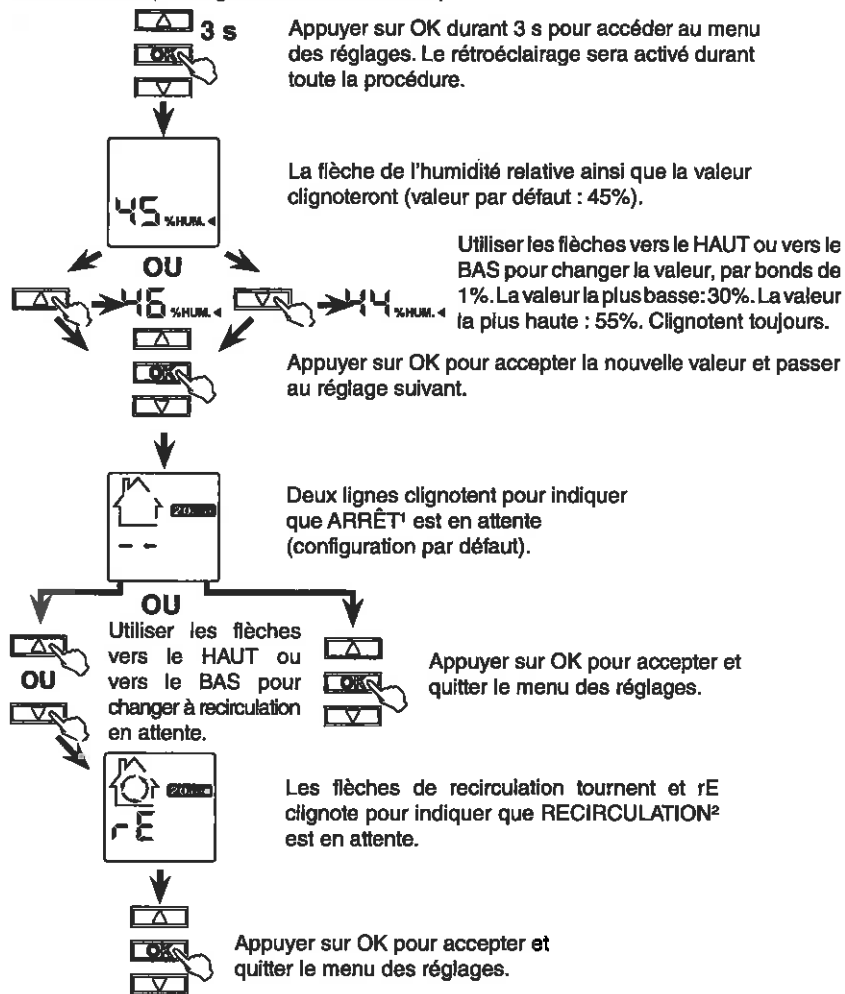 3 s
OK
Appuyer sur OK durant 3 s pour accéder au menu
des réglages. Le rétroéclairage sera activé durant
toute la procédure.
La flèche de l'humidité relative ainsi que la valeur
clignoteront (valeur par défaut : 45%).
45 %HUM.
OU
46 %HUM.
44 %HUM.
Utiliser les flèches vers le HAUT ou vers le
BAS pour changer la valeur, par bonds de
1%. La valeur la plus basse: 30%. La valeur
la plus haute : 55%. Clignotent toujours.
OK
Appuyer sur OK pour accepter la nouvelle valeur et passer
au réglage suivant.
- -
Deux lignes clignotent pour indiquer
que ARRÊT¹ est en attente
(configuration par défaut).
OU
Utiliser les flèches
vers le HAUT ou
vers le BAS pour
changer à recirculation
en attente.
OU
OK
Appuyer sur OK pour accepter et
quitter le menu des réglages.
rE
Les flèches de recirculation tournent et rE
clignote pour indiquer que RECIRCULATION²
est en attente.
OK
Appuyer sur OK pour accepter et
quitter le menu des réglages.